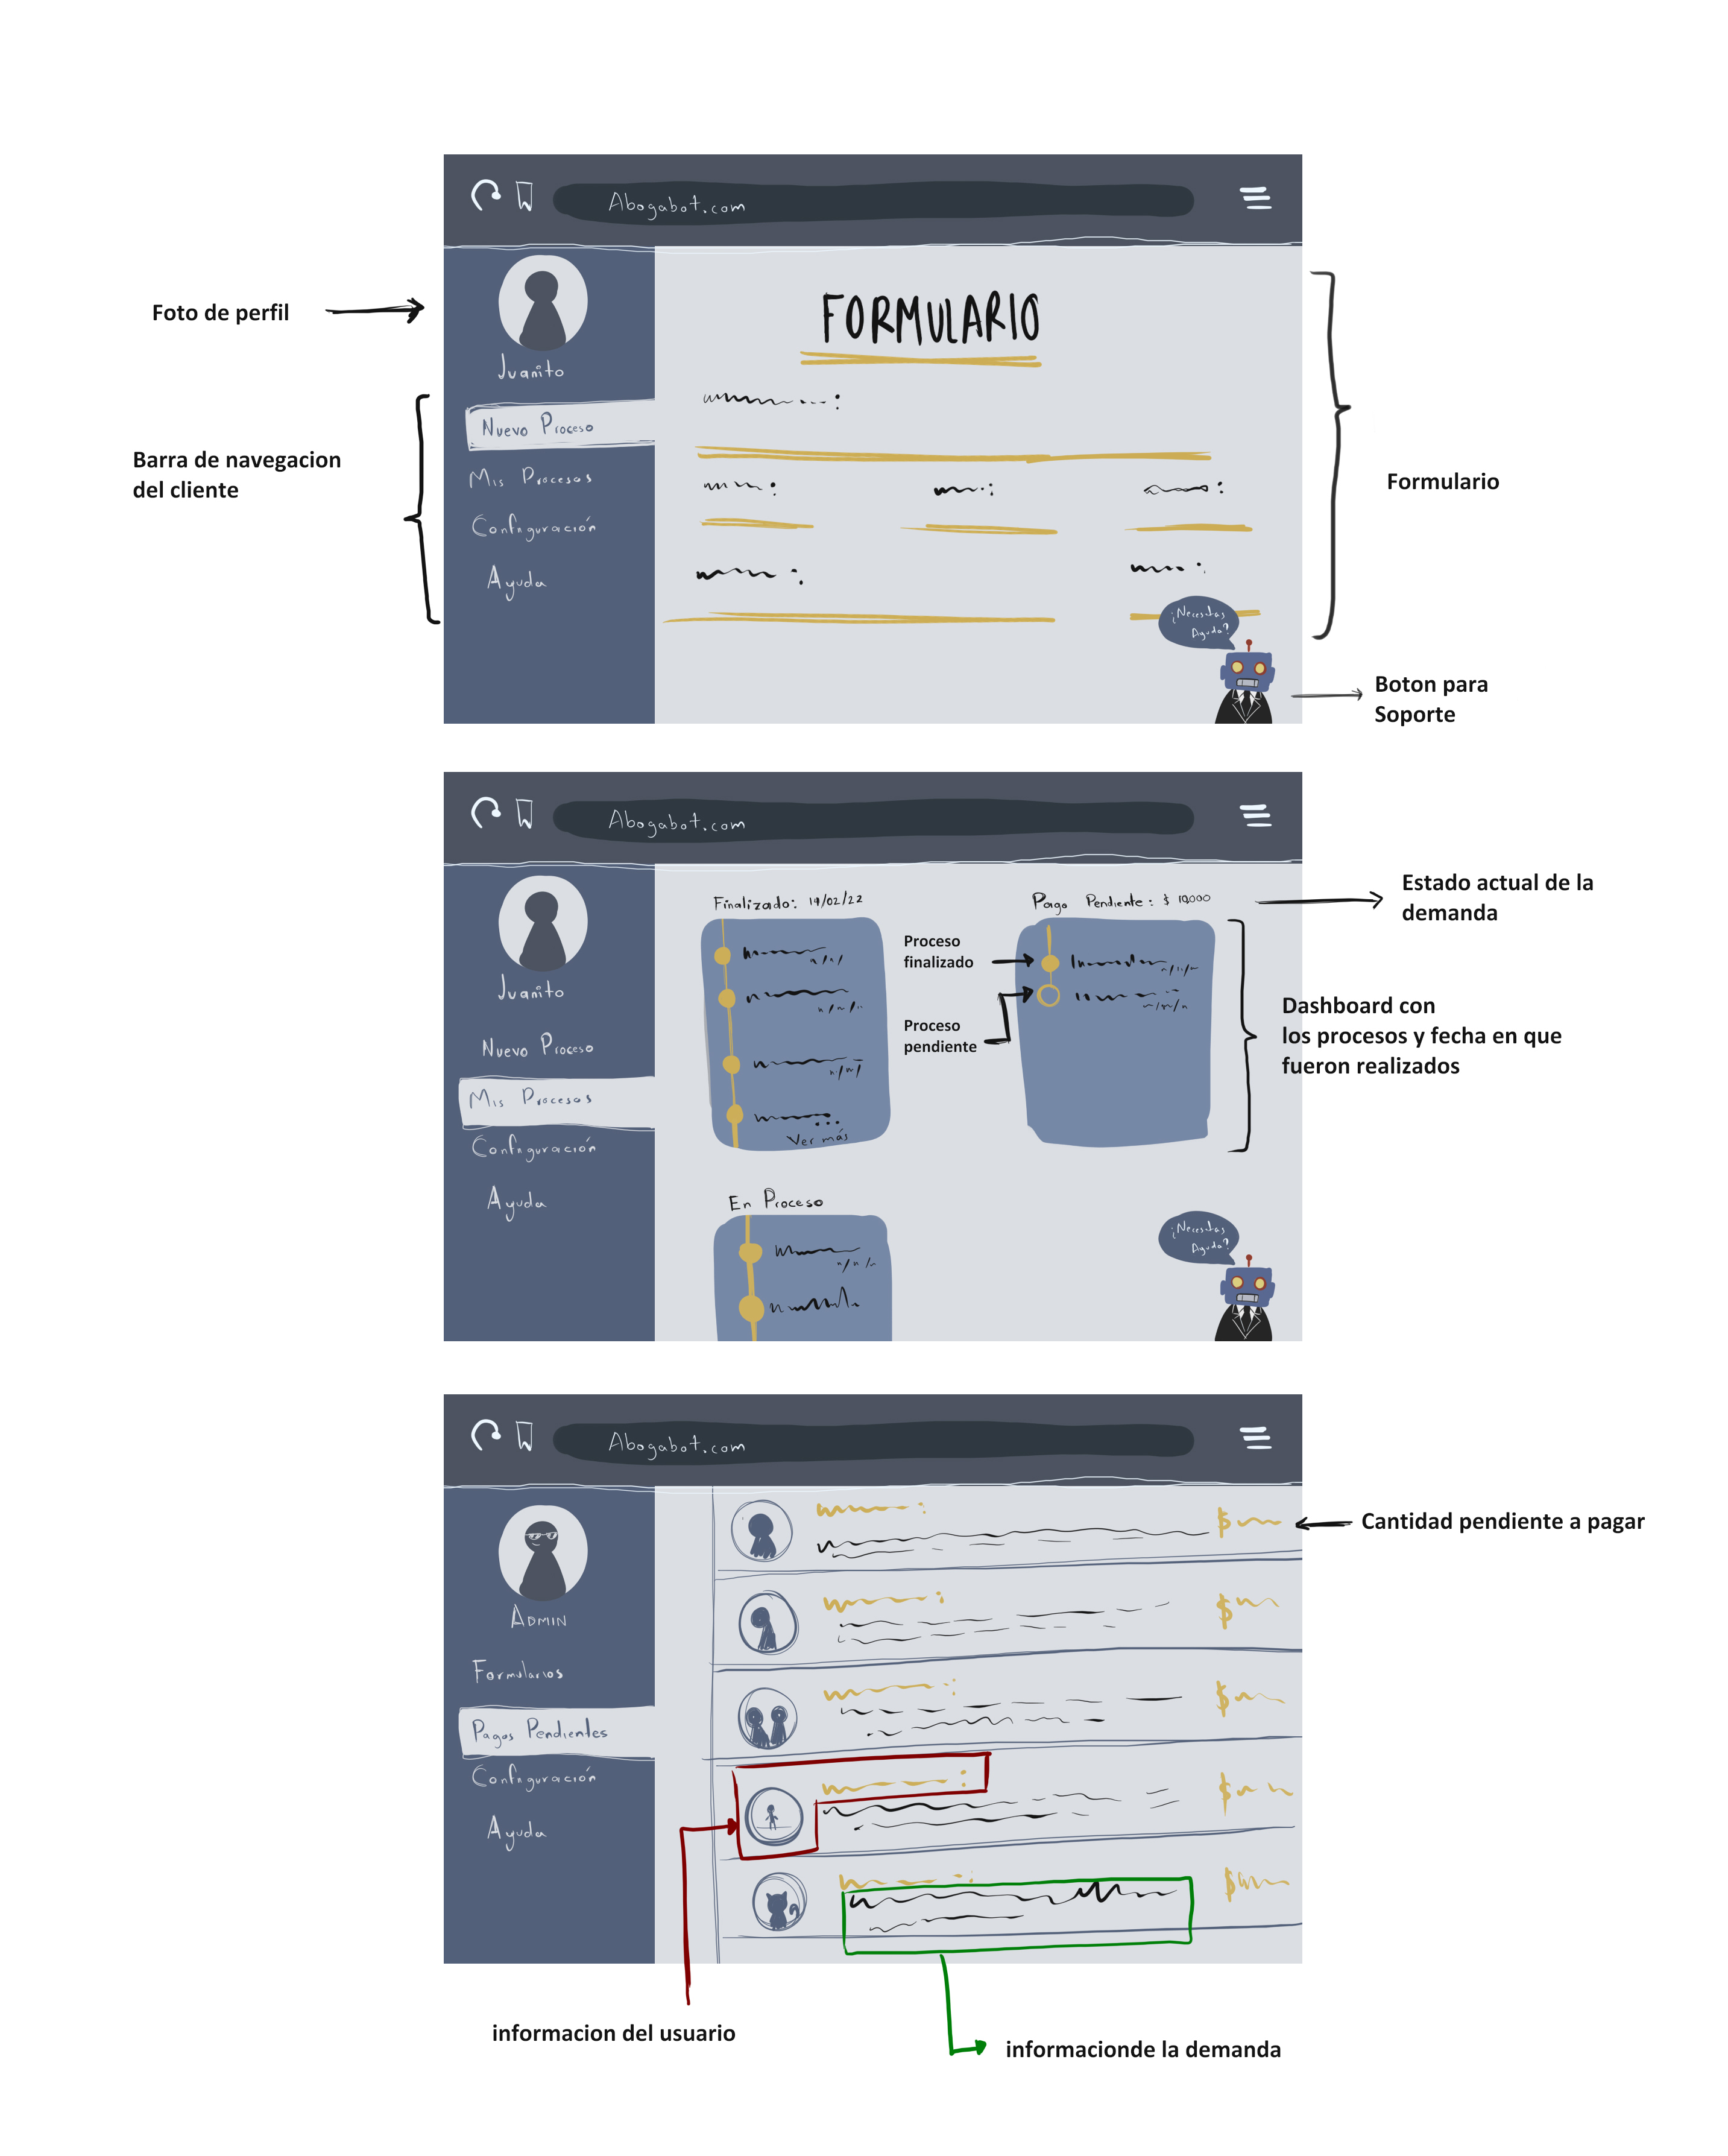 Abogabot.com
Foto de perfil
Juanito
Nuevo Proceso
Mis Procesos
Configuración
Ayuda
Barra de navegacion
del cliente
FORMULARIO
Formulario
¿Necesitas
Ayuda?
Boton para
Soporte
Abogabot.com
Juanito
Nuevo Proceso
Mis Procesos
Configuración
Ayuda
Finalizado: 19/02/22
Ver más
Pago Pendiente: $ 10,000
Estado actual de la
demanda
Proceso
finalizado
Proceso
pendiente
Dashboard con
los procesos y fecha en que
fueron realizados
En Proceso
¿Necesitas
Ayuda?
Abogabot.com
ADMIN
Formularios
Pagos Pendientes
Configuración
Ayuda
$
$
$
$
$
Cantidad pendiente a pagar
informacion del usuario
informacionde la demanda